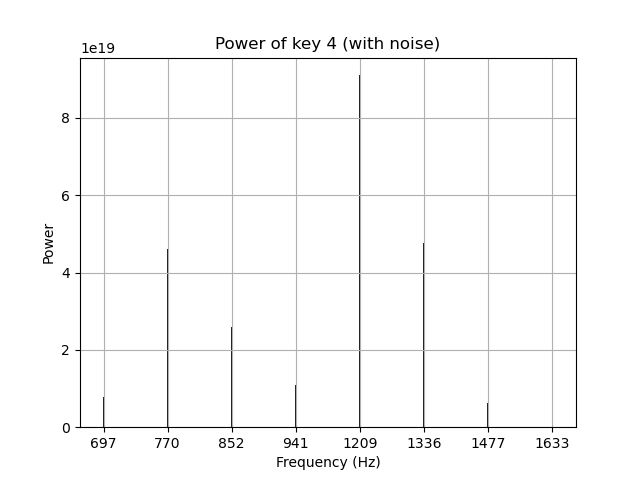 Power of key 4 (with noise)
1e19
8
6
4
2
0
Power
697 770 852 941 1209 1336 1477 1633
Frequency (Hz)